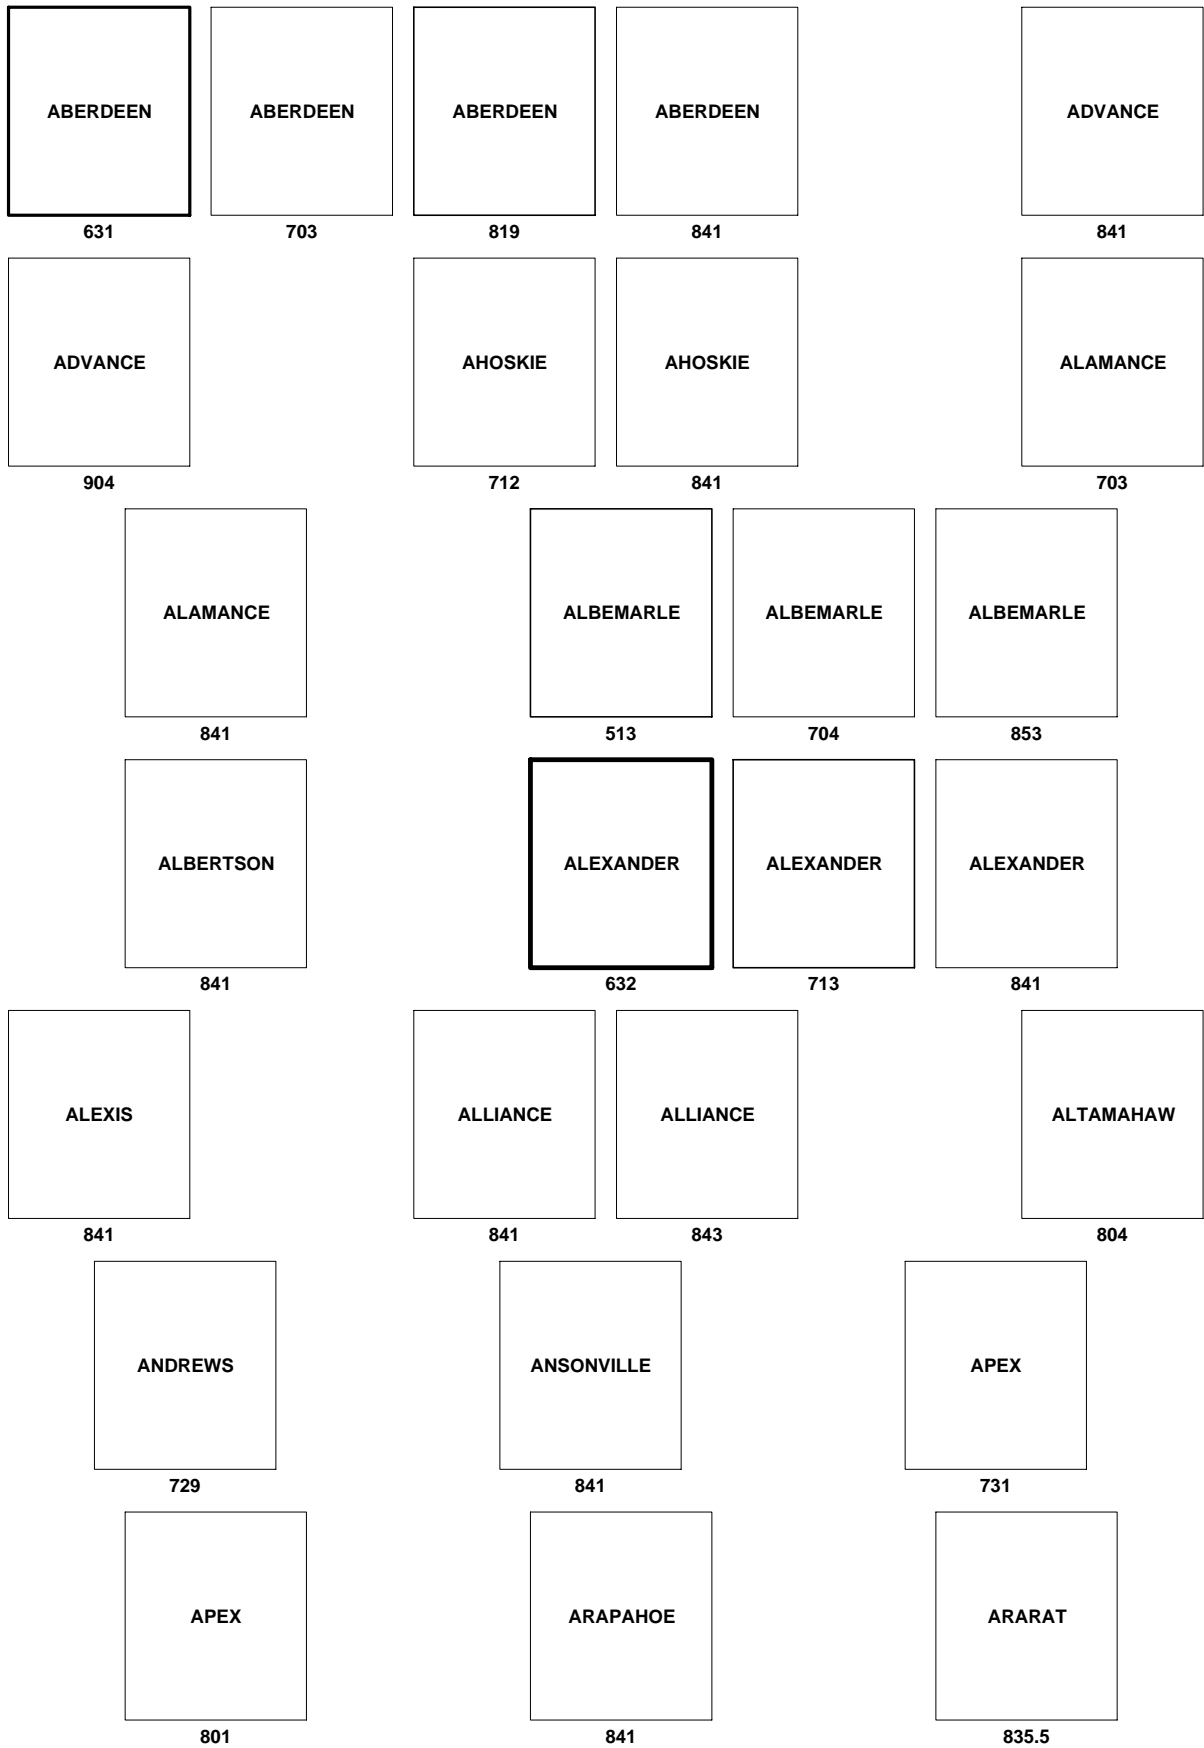 ABERDEEN ABERDEEN ABERDEEN ABERDEEN ADVANCE
631 703 819 841 841
ADVANCE AHOSKIE AHOSKIE ALAMANCE
904 712 841 703
ALAMANCE ALBEMARLE ALBEMARLE ALBEMARLE
841 513 704 853
ALBERTSON ALEXANDER ALEXANDER ALEXANDER
841 632 713 841
ALEXIS ALLIANCE ALLIANCE ALTAMAHAW
841 841 843 804
ANDREWS ANSONVILLE APEX
729 841 731
APEX ARAPAHOE ARARAT
801 841 835.5